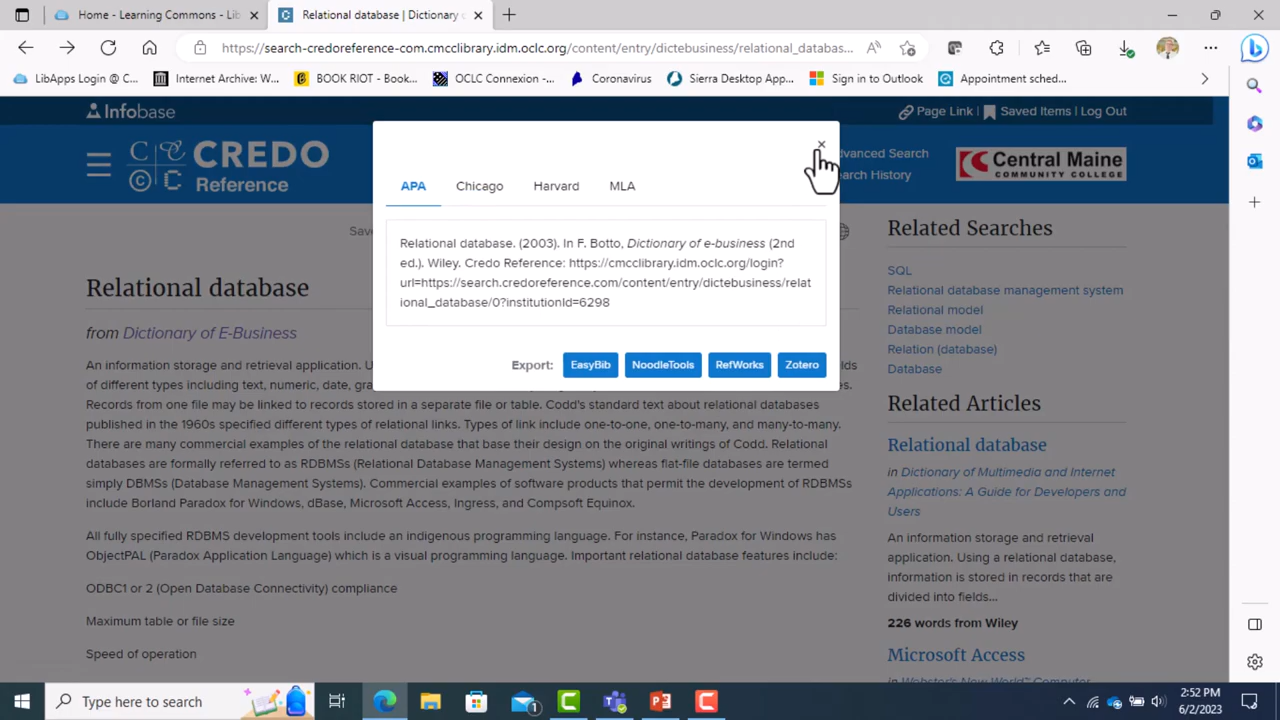 Home - Learning Commons - Lib
Relational database | Dictionary
https://search-credoreference-com.cmcclibrary.idm.oclc.org/content/entry/dictebusiness/relational_databas...
LibApps Login @ C...
Internet Archive: W...
BOOK RIOT - Book...
OCLC Connexion -...
Coronavirus
Sierra Desktop App...
Sign in to Outlook
Appointment sched...
Infobase
Page Link | Saved Items | Log Out
CREDO
Reference
dvanced Search
earch History
Central Maine
COMMUNITY COLLEGE
APA
Chicago
Harvard
MLA
Relational database. (2003). In F. Botto, Dictionary of e-business (2nd
ed.). Wiley. Credo Reference: https://cmcclibrary.idm.oclc.org/login?
url=https://search.credoreference.com/content/entry/dictebusiness/relat
ional_database/0?institutionId=6298
Export:
EasyBib
NoodleTools
RefWorks
Zotero
Sav
Relational database
from Dictionary of E-Business
An information storage and retrieval application. U
elds
of different types including text, numeric, date, gra
Records from one file may be linked to records stored in a separate file or table. Codd's standard text about relational databases
published in the 1960s specified different types of relational links. Types of link include one-to-one, one-to-many, and many-to-many.
There are many commercial examples of the relational database that base their design on the original writings of Codd. Relational
databases are formally referred to as RDBMSs (Relational Database Management Systems) whereas flat-file databases are termed
simply DBMSs (Database Management Systems). Commercial examples of software products that permit the development of RDBMSs
include Borland Paradox for Windows, dBase, Microsoft Access, Ingress, and Compsoft Equinox.
All fully specified RDBMS development tools include an indigenous programming language. For instance, Paradox for Windows has
ObjectPAL (Paradox Application Language) which is a visual programming language. Important relational database features include:
ODBC1 or 2 (Open Database Connectivity) compliance
Maximum table or file size
Speed of operation
Related Searches
SQL
Relational database management system
Relational model
Database model
Relation (database)
Database
Related Articles
Relational database
in Dictionary of Multimedia and Internet
Applications: A Guide for Developers and
Users
An information storage and retrieval
application. Using a relational database,
information is stored in records that are
divided into fields...
226 words from Wiley
Microsoft Access
Type here to search
2:52 PM
6/2/2023